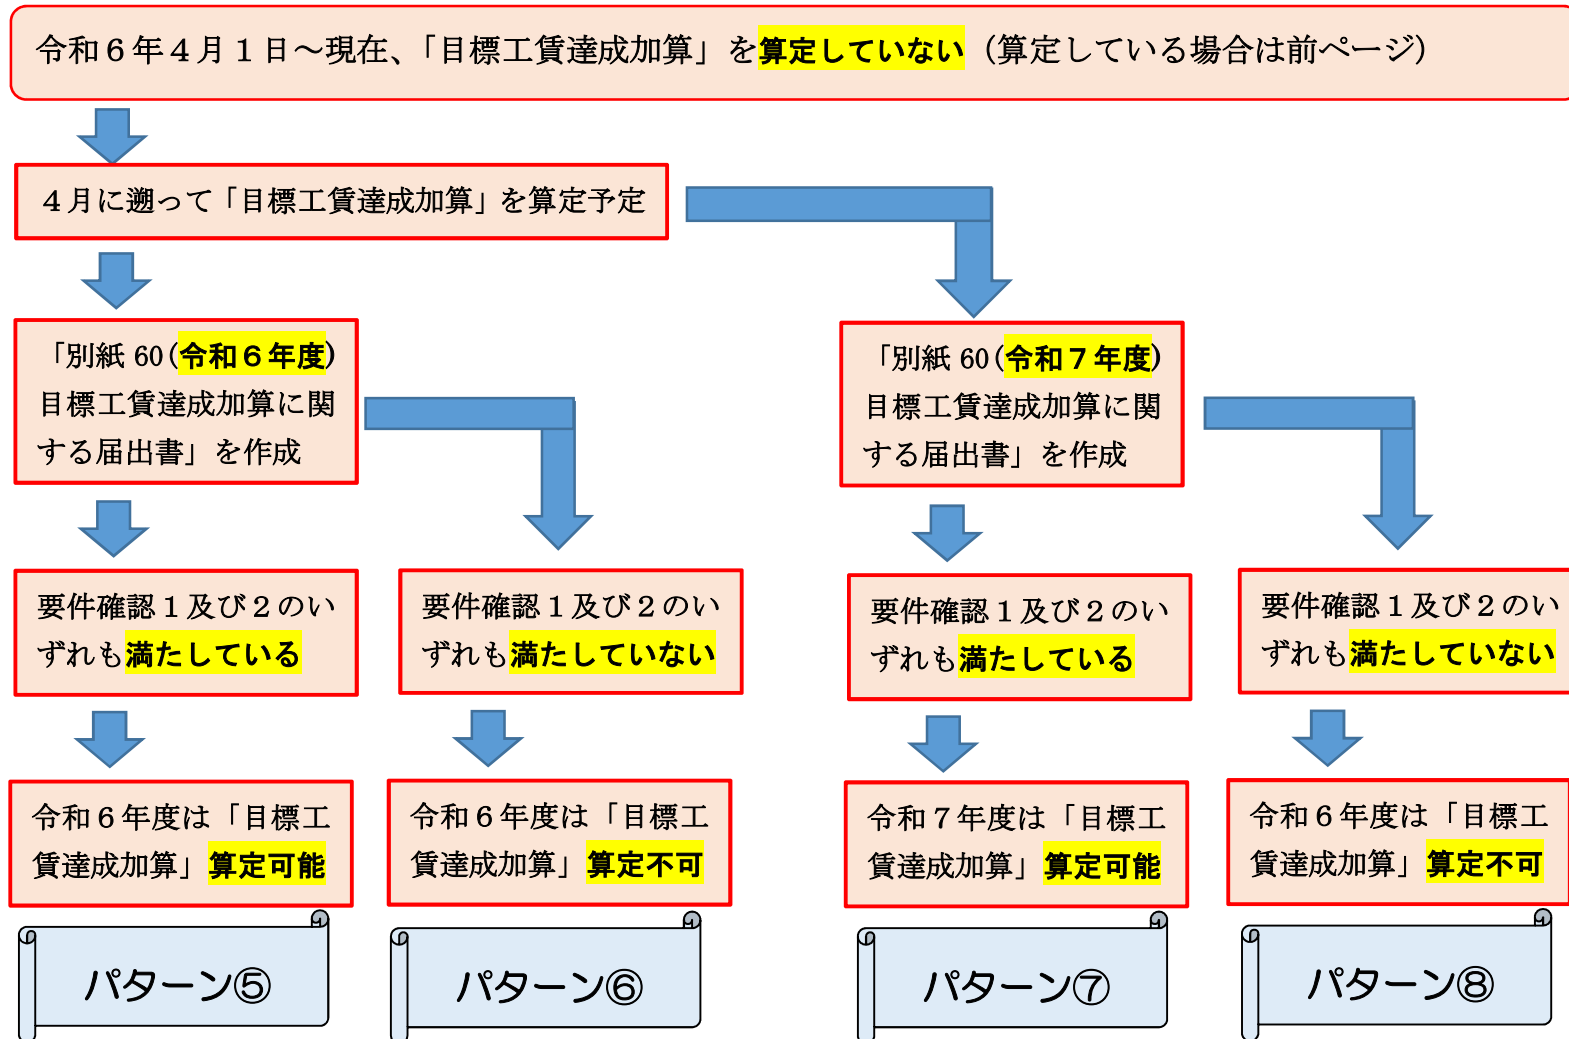 令和６年４月１日～現在、「目標工賃達成加算」を算定していない（算定している場合は前ページ）
４月に遡って「目標工賃達成加算」を算定予定
「別紙 60(令和６年度)
目標工賃達成加算に関
する届出書」を作成
「別紙 60(令和７年度)
目標工賃達成加算に関
する届出書」を作成
要件確認１及び２のい
ずれも満たしている
要件確認１及び２のい
ずれも満たしていない
要件確認１及び２のい
ずれも満たしている
要件確認１及び２のい
ずれも満たしていない
令和６年度は「目標工
賃達成加算」算定可能
令和６年度は「目標工
賃達成加算」算定不可
令和７年度は「目標工
賃達成加算」算定可能
令和６年度は「目標工
賃達成加算」算定不可
パターン⑤
パターン⑥
パターン⑦
パターン⑧